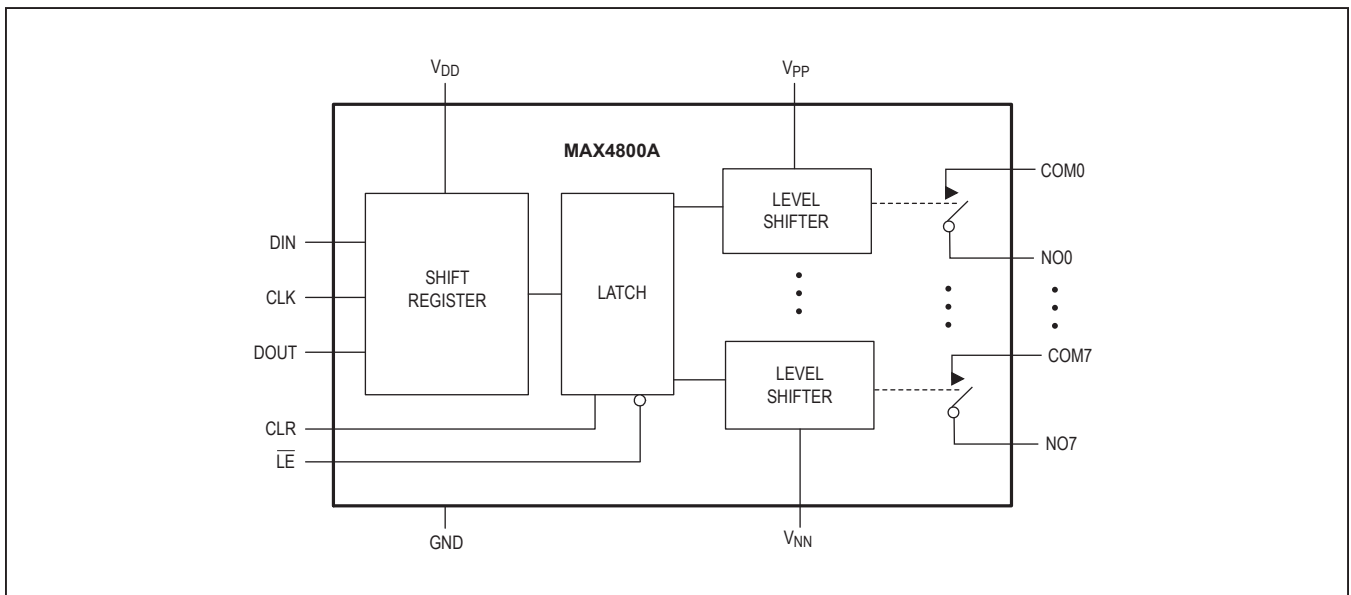 VDD
VPP
MAX4800A
COM0
LEVEL
SHIFTER
DIN
NO0
SHIFT
REGISTER
LATCH
CLK
DOUT
COM7
LEVEL
SHIFTER
CLR
NO7
L̅E̅
GND
VNN